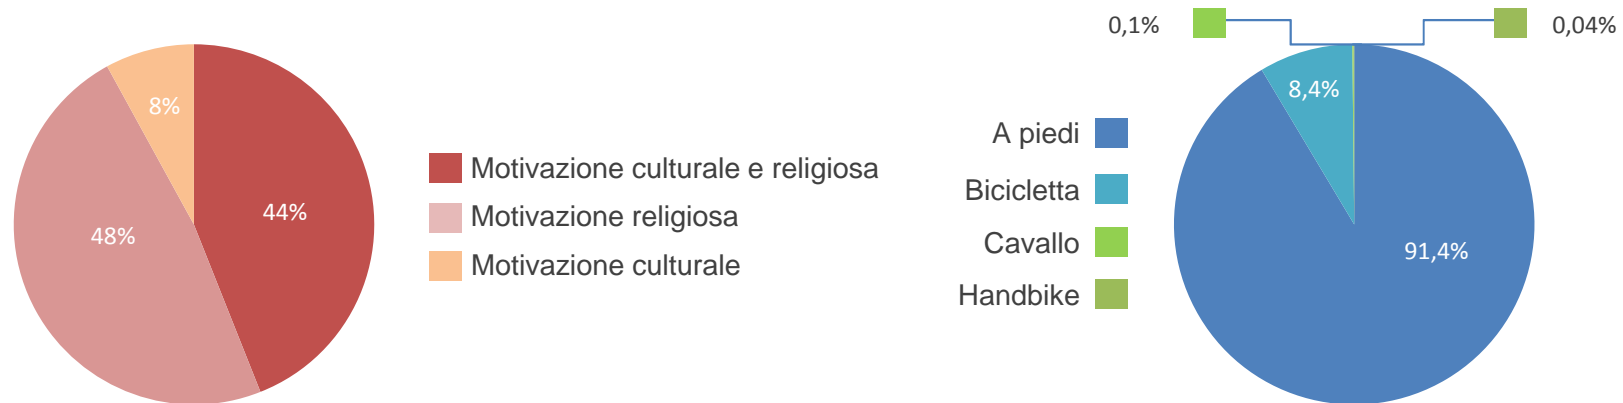 8%
44%
48%
Motivazione culturale e religiosa
Motivazione religiosa
Motivazione culturale
0,1%
0,04%
8,4%
91,4%
A piedi
Bicicletta
Cavallo
Handbike